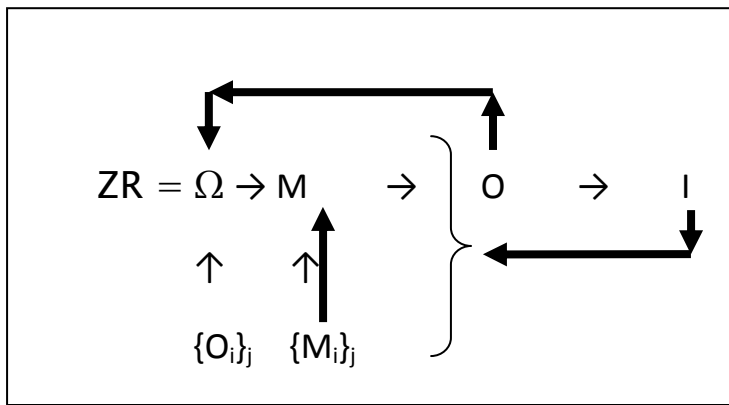 ZR = Ω → M → O → I
↑ ↑
{Oᵢ}ⱼ {Mᵢ}ⱼ